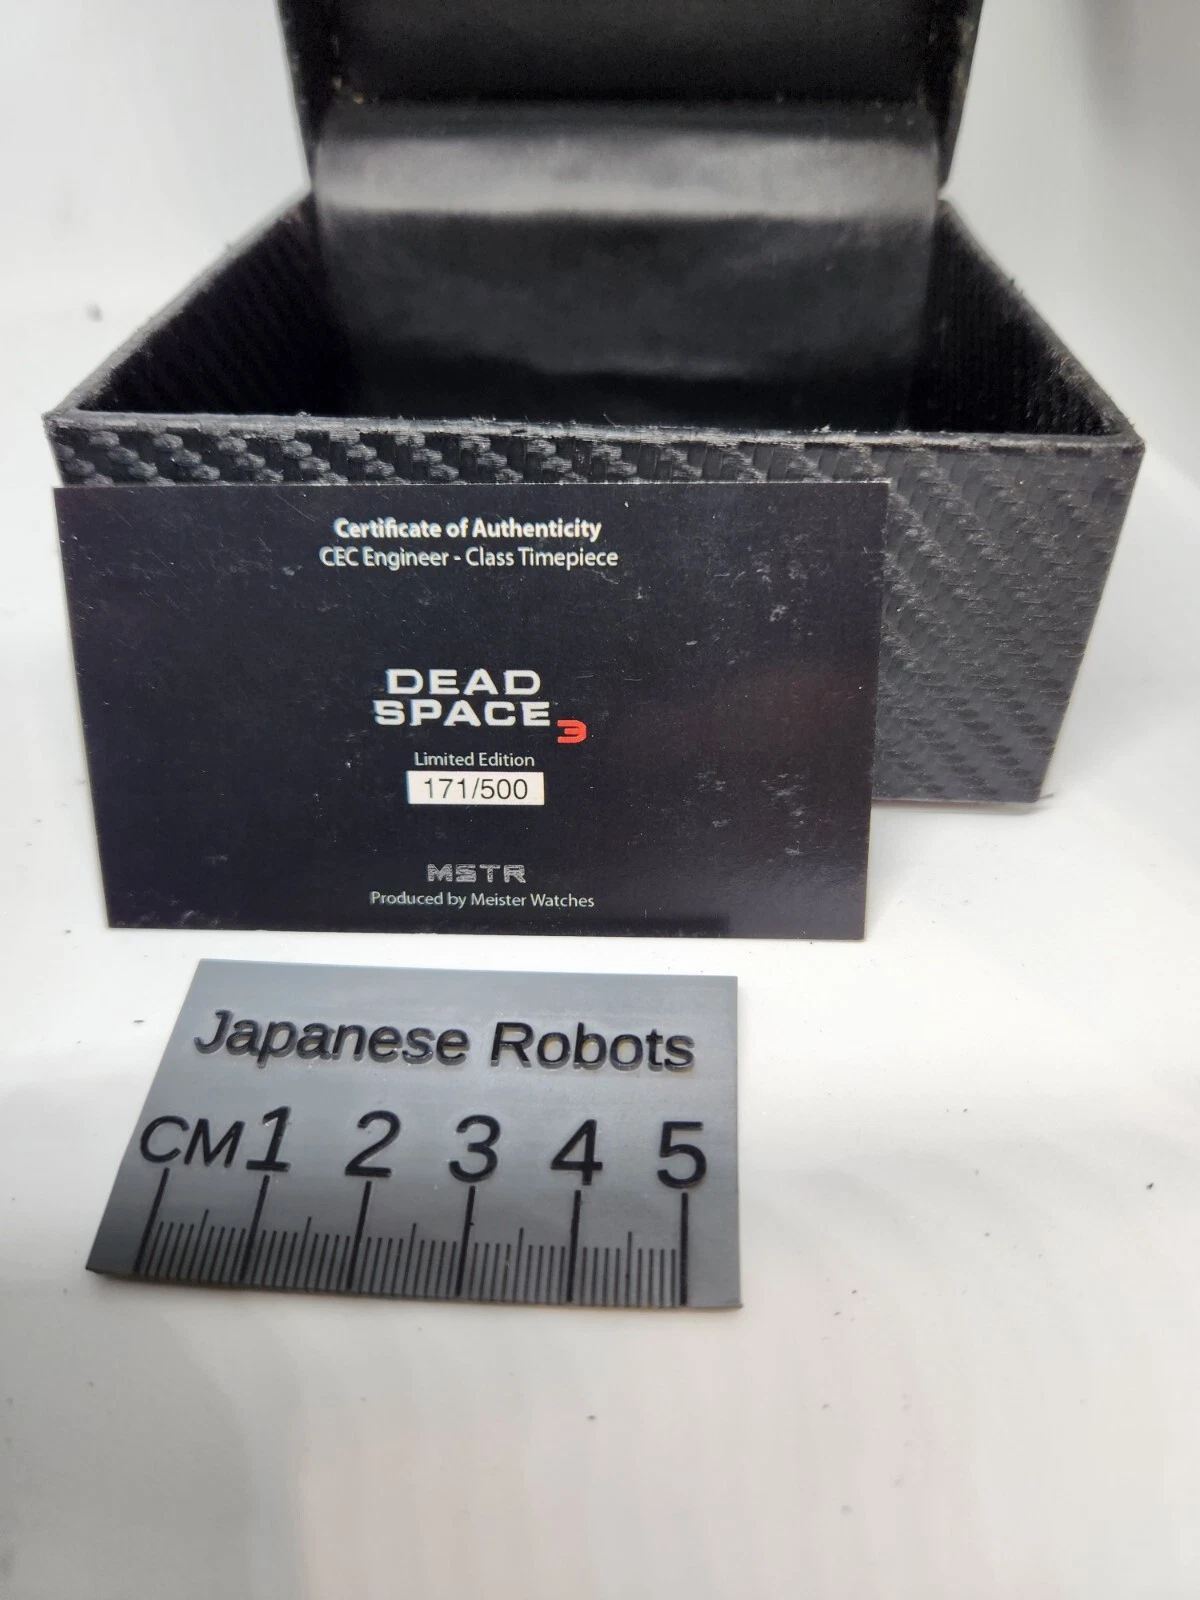 Certificate of Authenticity
CEC Engineer - Class Timepiece
DEAD
SPACE 3
Limited Edition
171/500
MSTR
Produced by Meister Watches
Japanese Robots
CM 1 2 3 4 5